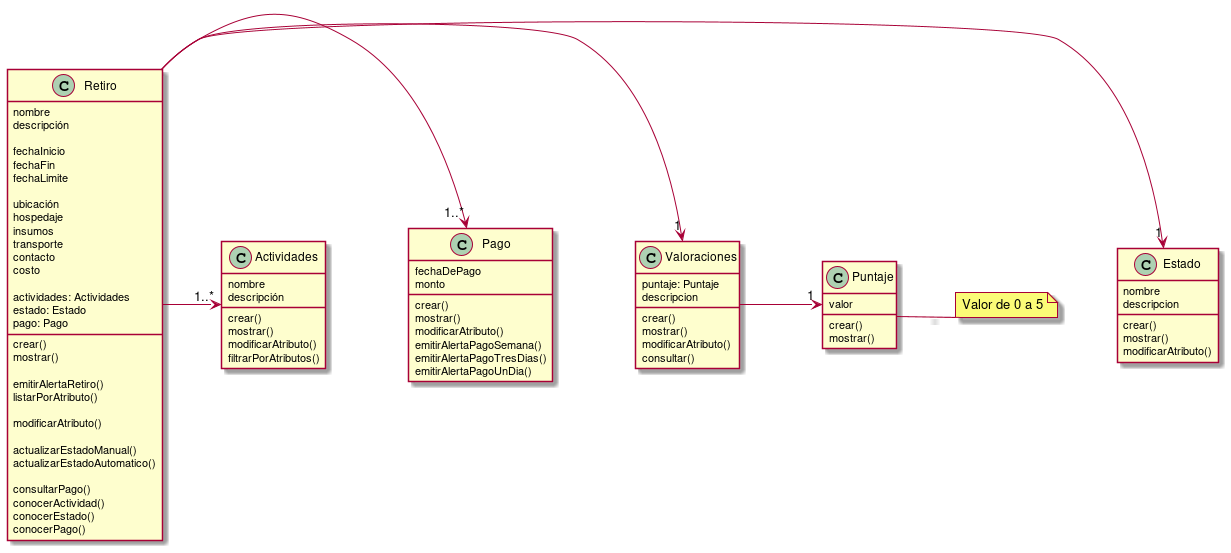 C Retiro
nombre
descripción
fechaInicio
fechaFin
fechaLimite
ubicación
hospedaje
insumos
transporte
contacto
costo
actividades: Actividades
estado: Estado
pago: Pago
crear()
mostrar()
emitirAlertaRetiro()
listarPorAtributo()
modificarAtributo()
actualizarEstadoManual()
actualizarEstadoAutomatico()
consultarPago()
conocerActividad()
conocerEstado()
conocerPago()
1..*
C Actividades
nombre
descripción
crear()
mostrar()
modificarAtributo()
filtrarPorAtributos()
1..*
C Pago
fechaDePago
monto
crear()
mostrar()
modificarAtributo()
emitirAlertaPagoSemana()
emitirAlertaPagoTresDias()
emitirAlertaPagoUnDia()
1
C Valoraciones
puntaje: Puntaje
descripcion
crear()
mostrar()
modificarAtributo()
consultar()
1
C Puntaje
valor
crear()
mostrar()
Valor de 0 a 5
1
C Estado
nombre
descripcion
crear()
mostrar()
modificarAtributo()